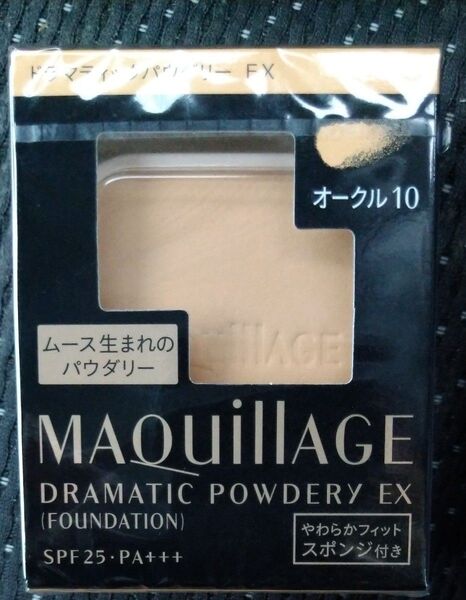 ドラマティックパウダリー EX
オークル10
ムース生まれの
パウダリー
MAQuillAGE
MAQuillAGE
DRAMATIC POWDERY EX
(FOUNDATION)
SPF25・PA+++
やわらかフィット
スポンジ付き